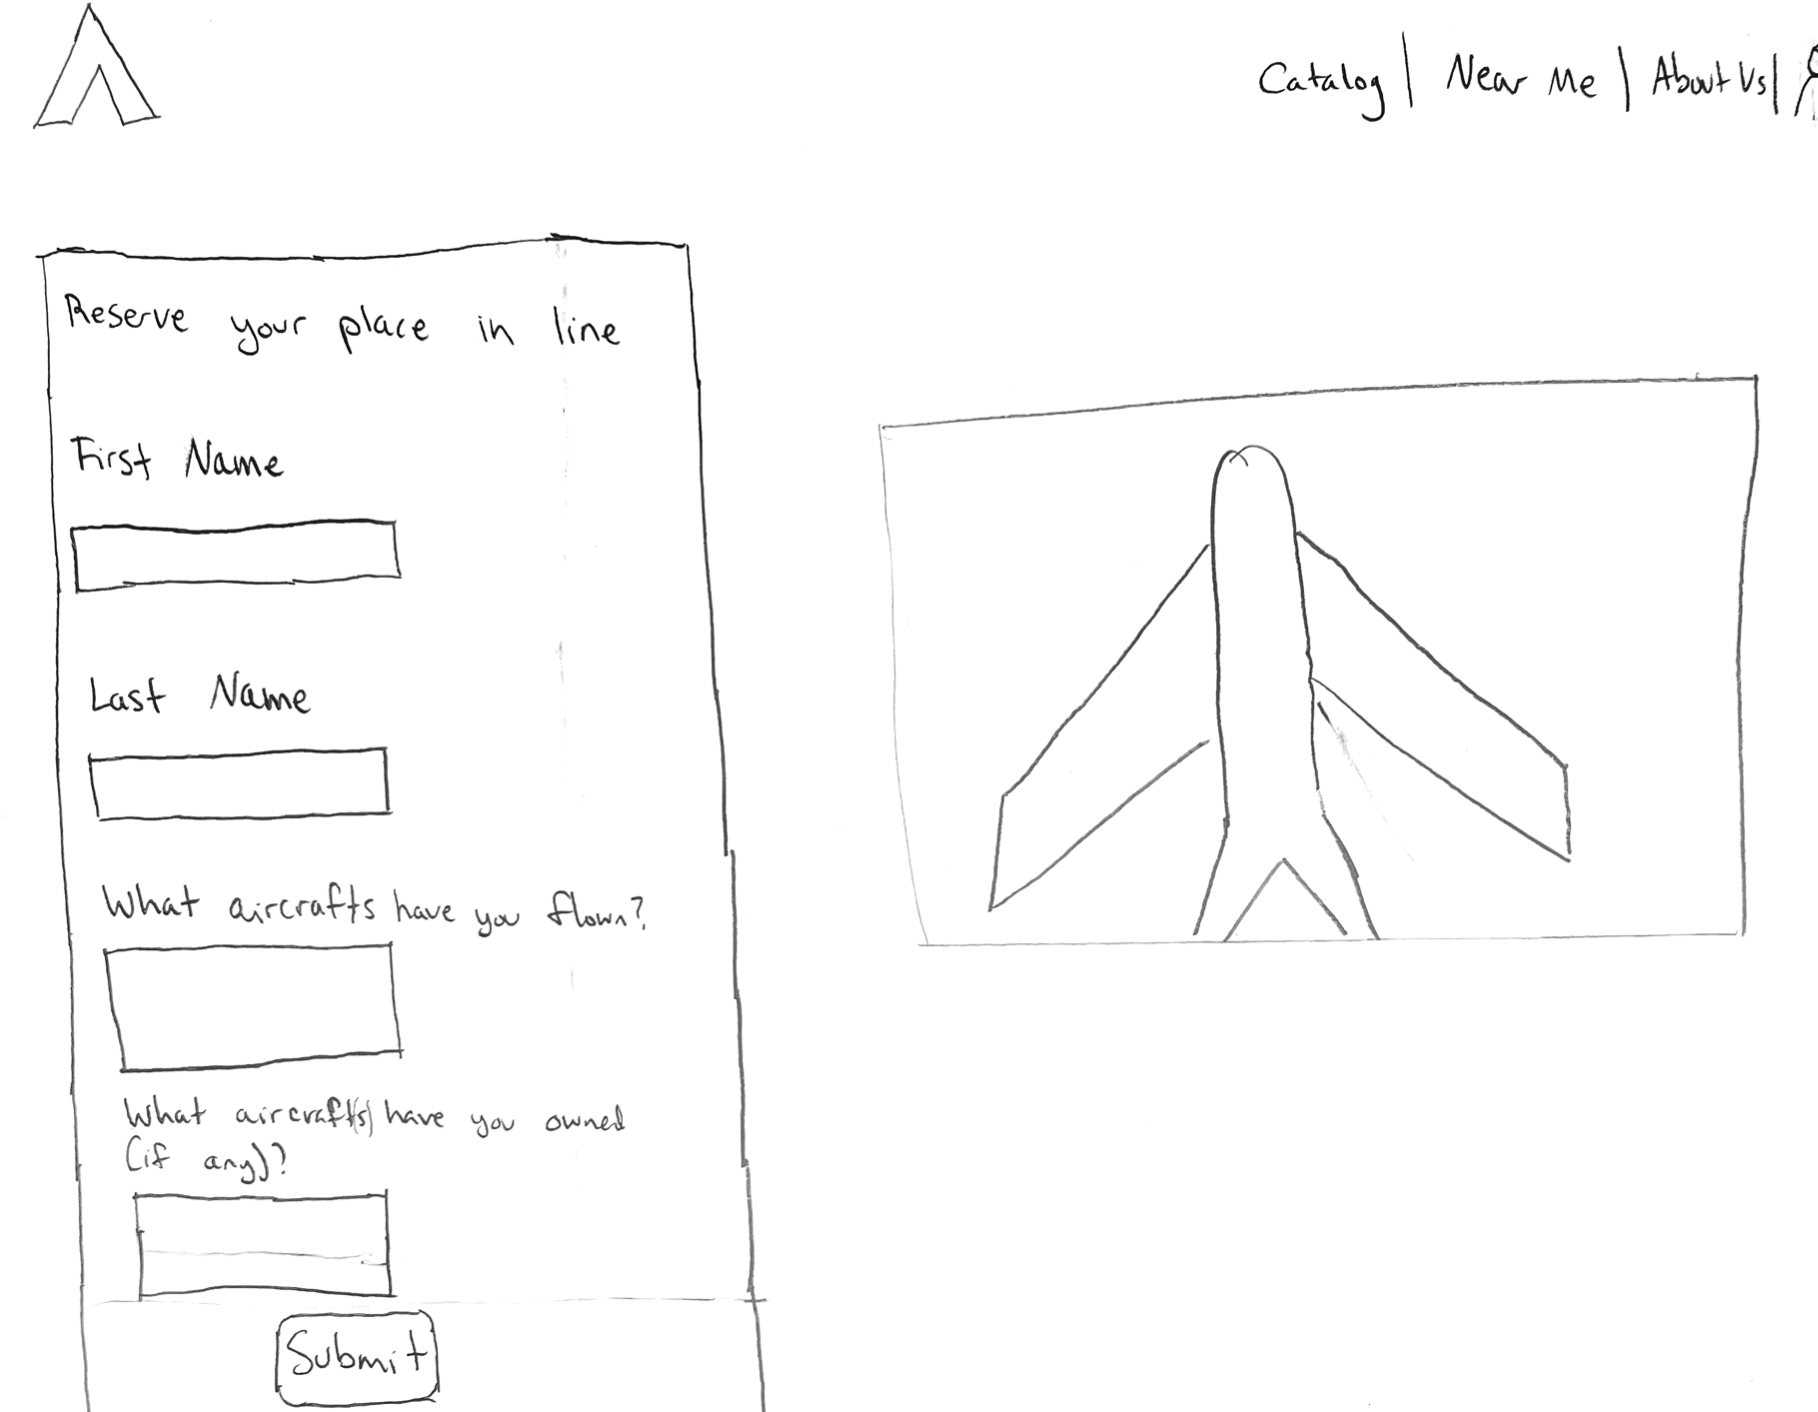 Catalog | Near Me | About Us |
Reserve your place in line
First Name
Last Name
What aircrafts have you flown?
What aircraft(s) have you owned
(if any)?
Submit